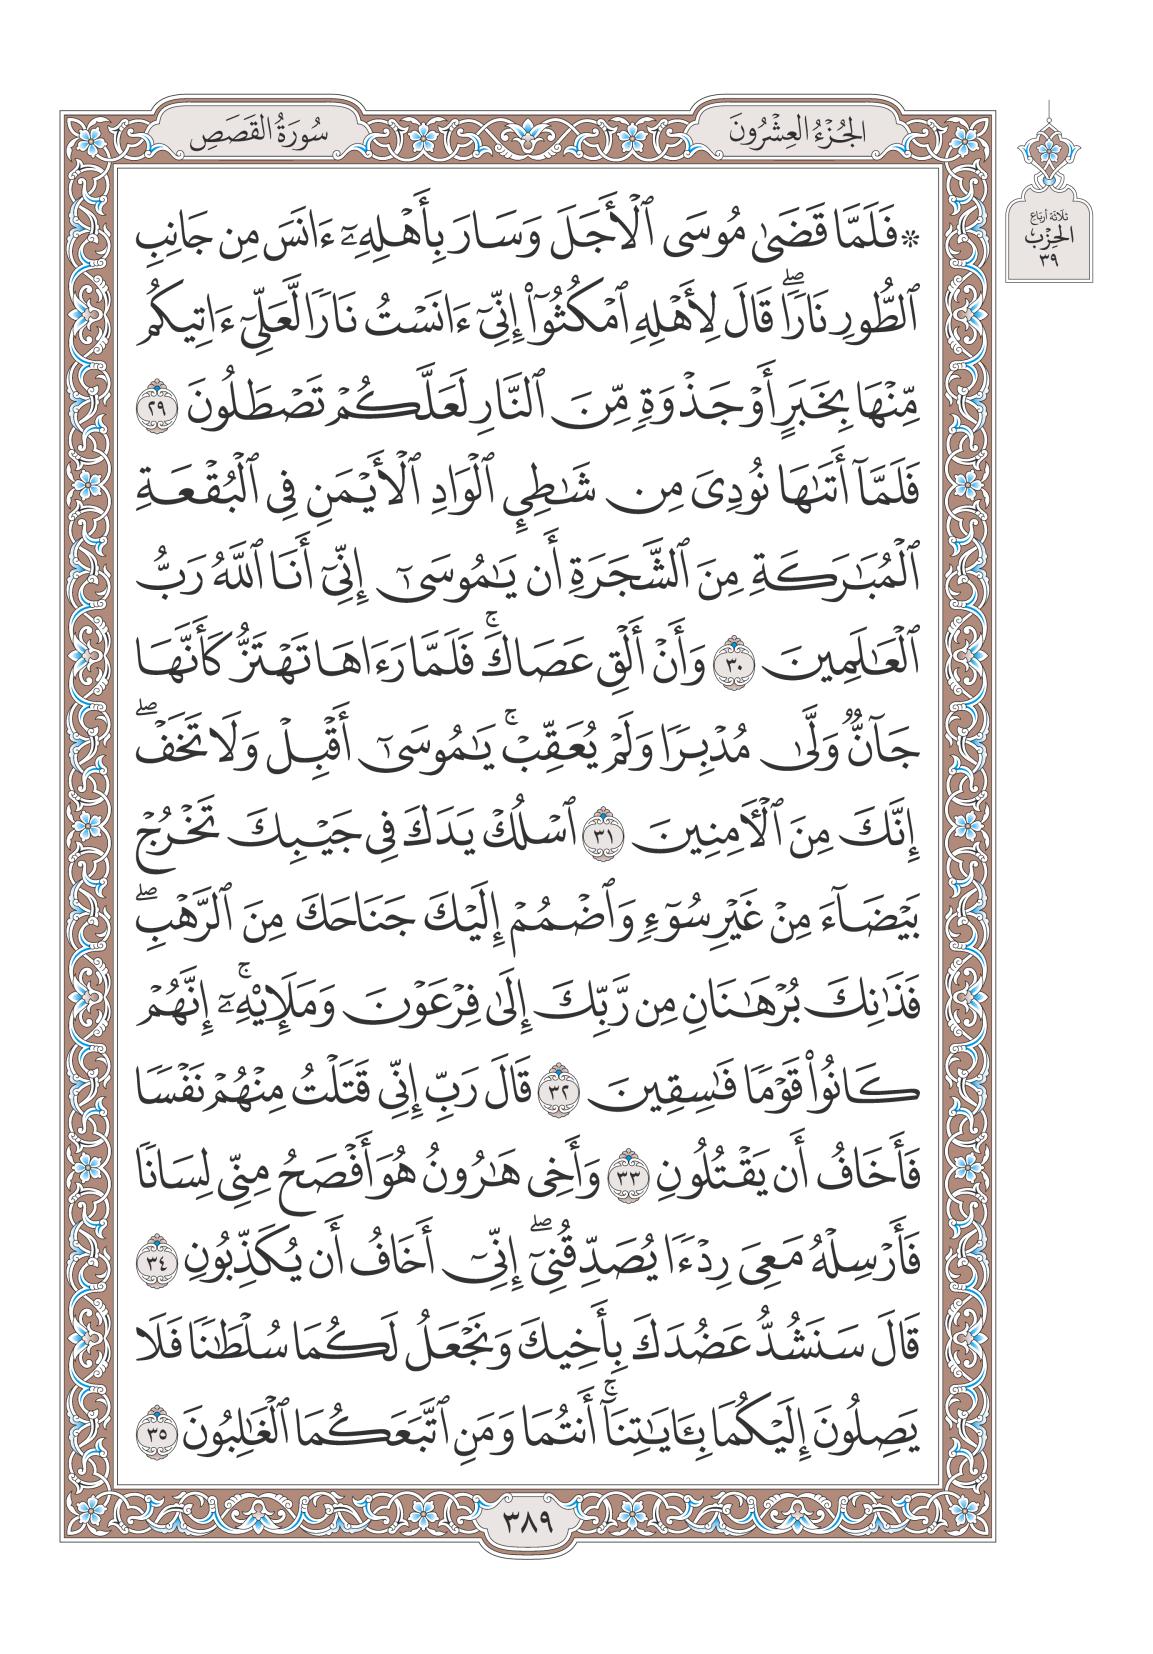 الجُزْءُ العِشْرُونَ
سُورَةُ القَصَصِ
ثلاثة أرباع
الحِزْب
٣٩
۞ فَلَمَّا قَضَىٰ مُوسَى ٱلْأَجَلَ وَسَارَ بِأَهْلِهِۦٓ ءَانَسَ مِن جَانِبِ
ٱلطُّورِ نَارًاۖ قَالَ لِأَهْلِهِ ٱمْكُثُوٓا۟ إِنِّىٓ ءَانَسْتُ نَارًا لَّعَلِّىٓ ءَاتِيكُم
مِّنْهَا بِخَبَرٍ أَوْ جَذْوَةٍ مِّنَ ٱلنَّارِ لَعَلَّكُمْ تَصْطَلُونَ ٢٩
فَلَمَّآ أَتَىٰهَا نُودِىَ مِن شَـٰطِئِ ٱلْوَادِ ٱلْأَيْمَنِ فِى ٱلْبُقْعَةِ
ٱلْمُبَـٰرَكَةِ مِنَ ٱلشَّجَرَةِ أَن يَـٰمُوسَىٰٓ إِنِّىٓ أَنَا ٱللَّهُ رَبُّ
ٱلْعَـٰلَمِينَ ٣٠ وَأَنْ أَلْقِ عَصَاكَۚ فَلَمَّا رَءَاهَا تَهْتَزُّ كَأَنَّهَا
جَآنٌّ وَلَّىٰ مُدْبِرًا وَلَمْ يُعَقِّبْۚ يَـٰمُوسَىٰٓ أَقْبِلْ وَلَا تَخَفْۖ
إِنَّكَ مِنَ ٱلْـَٔامِنِينَ ٣١ ٱسْلُكْ يَدَكَ فِى جَيْبِكَ تَخْرُجْ
بَيْضَآءَ مِنْ غَيْرِ سُوٓءٍ وَٱضْمُمْ إِلَيْكَ جَنَاحَكَ مِنَ ٱلرَّهْبِۖ
فَذَٰنِكَ بُرْهَـٰنَانِ مِن رَّبِّكَ إِلَىٰ فِرْعَوْنَ وَمَلَإِي۟هِۦٓۚ إِنَّهُمْ
كَانُوا۟ قَوْمًا فَـٰسِقِينَ ٣٢ قَالَ رَبِّ إِنِّى قَتَلْتُ مِنْهُمْ نَفْسًا
فَأَخَافُ أَن يَقْتُلُونِ ٣٣ وَأَخِى هَـٰرُونُ هُوَ أَفْصَحُ مِنِّى لِسَانًا
فَأَرْسِلْهُ مَعِىَ رِدْءًا يُصَدِّقُنِىٓۖ إِنِّىٓ أَخَافُ أَن يُكَذِّبُونِ ٣٤
قَالَ سَنَشُدُّ عَضُدَكَ بِأَخِيكَ وَنَجْعَلُ لَكُمَا سُلْطَـٰنًا فَلَا
يَصِلُونَ إِلَيْكُمَا بِـَٔايَـٰتِنَآۚ أَنتُمَا وَمَنِ ٱتَّبَعَكُمَا ٱلْغَـٰلِبُونَ ٣٥
٣٨٩